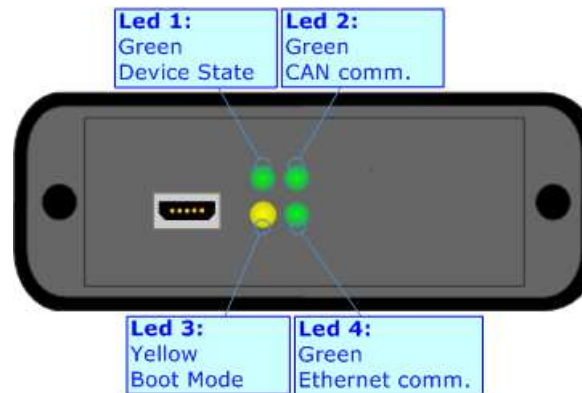 Led 1:
Green
Device State
Led 2:
Green
CAN comm.
Led 3:
Yellow
Boot Mode
Led 4:
Green
Ethernet comm.